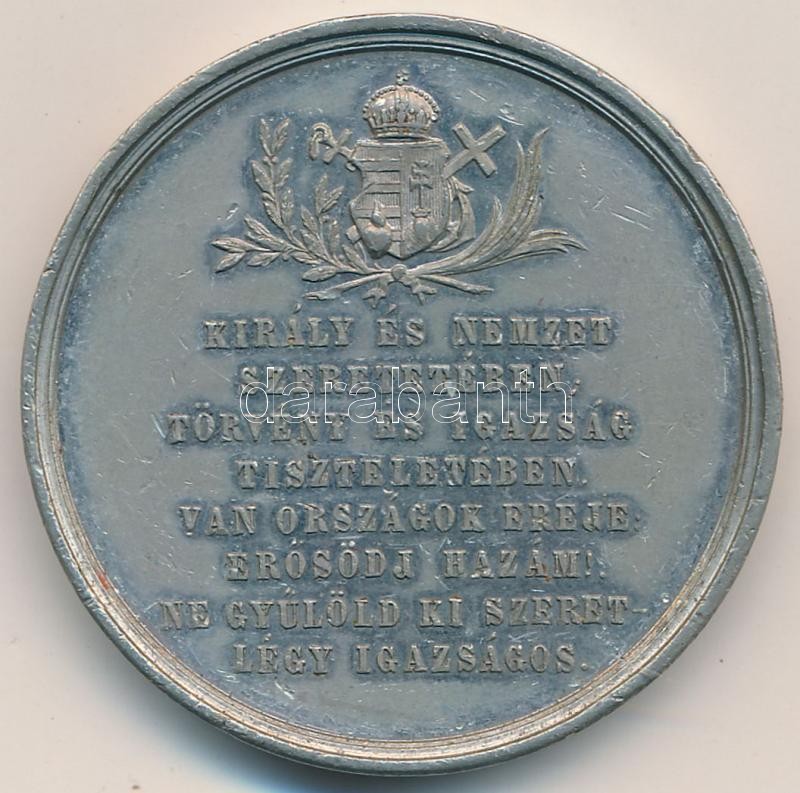 KIRÁLY ÉS NEMZET
SZERETETÉBEN,
darabanth
TÖRVÉNY ÉS IGAZSÁG
TISZTELETÉBEN.
VAN ORSZÁGOK EREJE:
ERŐSÖDJ HAZÁM!.
NE GYŰLÖLD KI SZERET-
LÉGY IGAZSÁGOS.